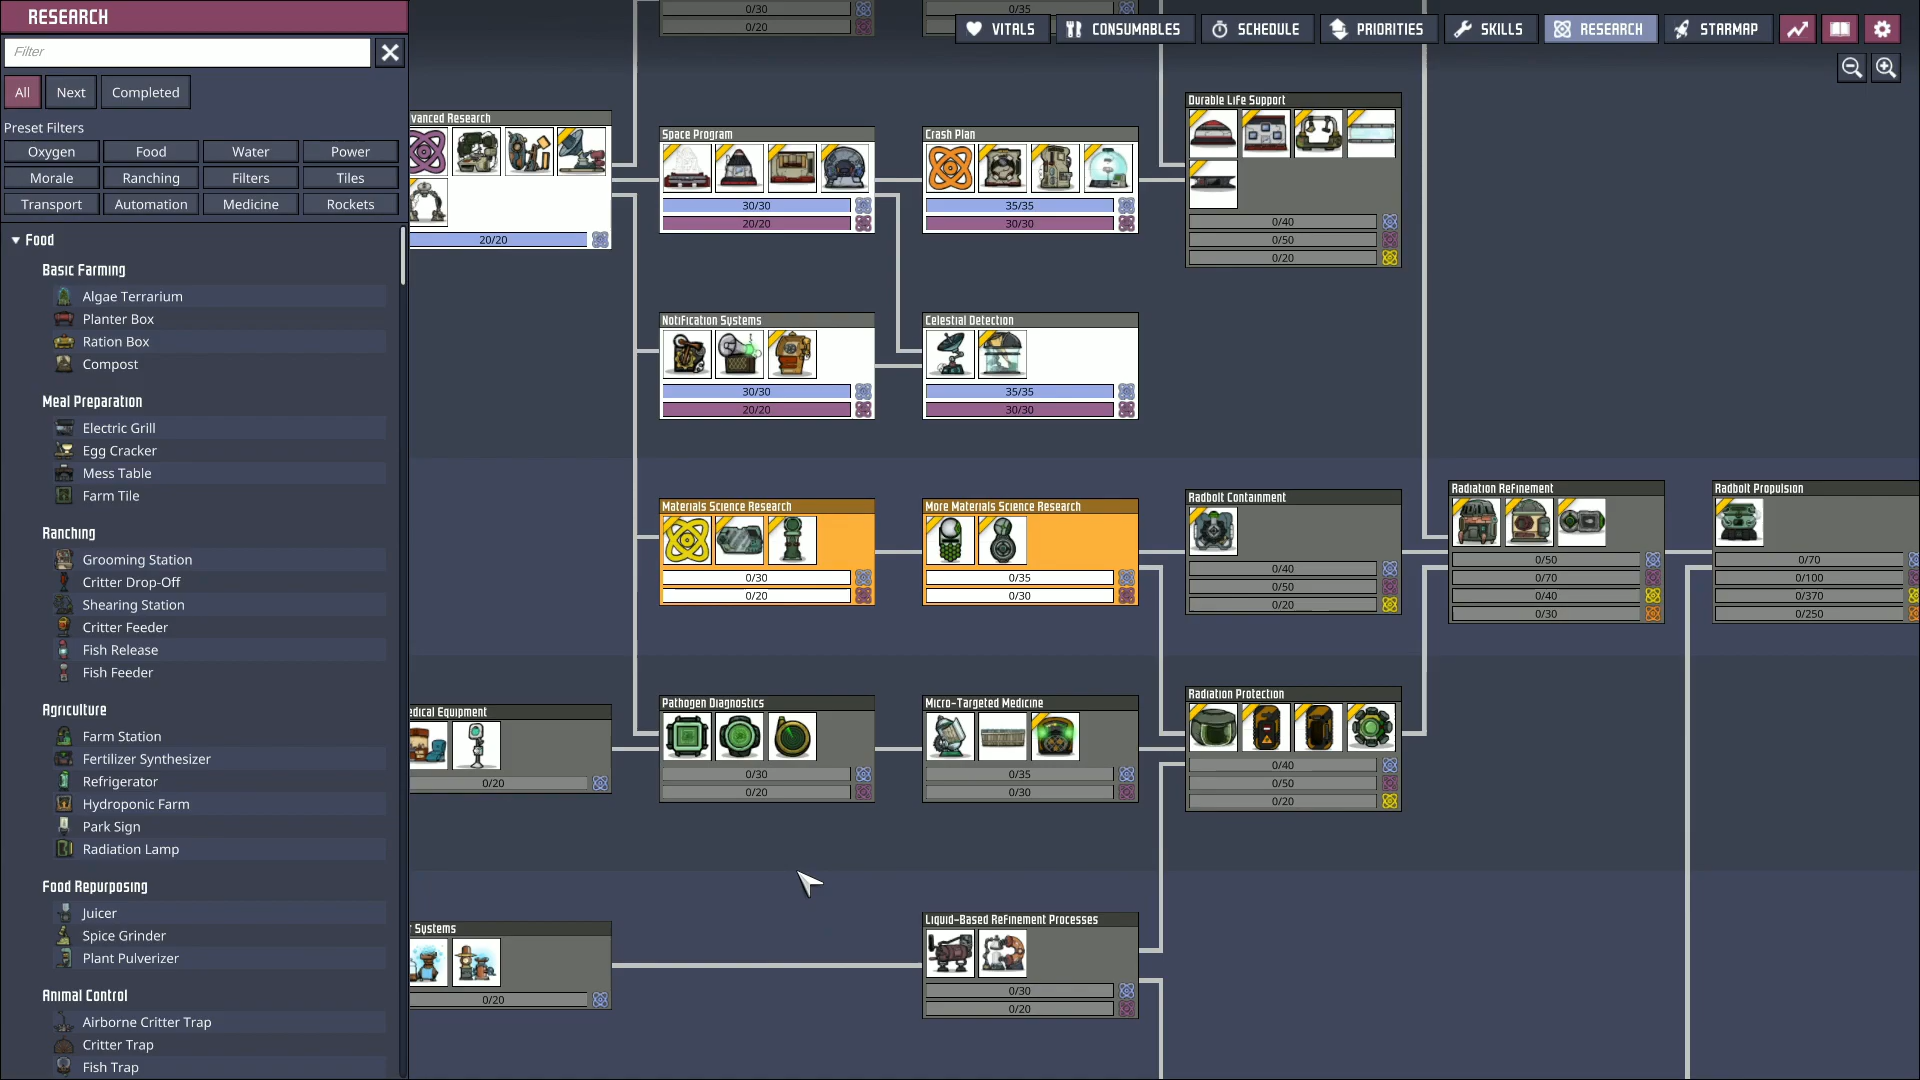 RESEARCH
Filter
All
Next
Completed
Preset Filters
Oxygen
Food
Water
Power
Morale
Ranching
Filters
Tiles
Transport
Automation
Medicine
Rockets
Food
Basic Farming
Algae Terrarium
Planter Box
Ration Box
Compost
Meal Preparation
Electric Grill
Egg Cracker
Mess Table
Farm Tile
Ranching
Grooming Station
Critter Drop-Off
Shearing Station
Critter Feeder
Fish Release
Fish Feeder
Agriculture
Farm Station
Fertilizer Synthesizer
Refrigerator
Hydroponic Farm
Park Sign
Radiation Lamp
Food Repurposing
Juicer
Spice Grinder
Plant Pulverizer
Animal Control
Airborne Critter Trap
Critter Trap
Fish Trap
VITALS
CONSUMABLES
SCHEDULE
PRIORITIES
SKILLS
RESEARCH
STARMAP
0/30
0/20
0/35
vanced Research
20/20
Space Program
30/30
20/20
Crash Plan
35/35
30/30
Durable Life Support
0/40
0/50
0/20
Notification Systems
30/30
20/20
Celestial Detection
35/35
30/30
Materials Science Research
0/30
0/20
More Materials Science Research
0/35
0/30
Radbolt Containment
0/40
0/50
0/20
Radiation Refinement
0/50
0/70
0/40
0/30
Radbolt Propulsion
0/70
0/100
0/370
0/250
edical Equipment
0/20
Pathogen Diagnostics
0/30
0/20
Micro-Targeted Medicine
0/35
0/30
Radiation Protection
0/40
0/50
0/20
r Systems
0/20
Liquid-Based Refinement Processes
0/30
0/20